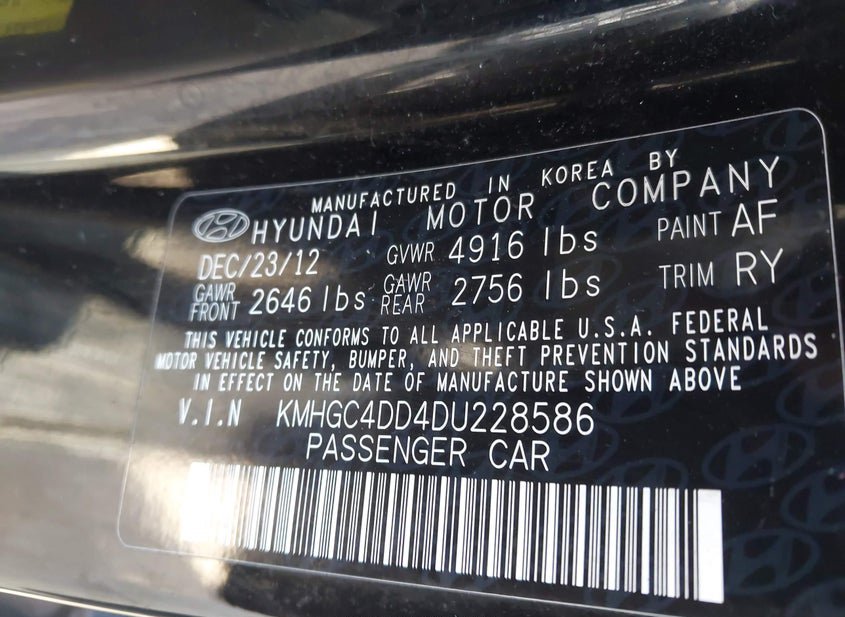 MANUFACTURED IN KOREA BY
HYUNDAI MOTOR COMPANY
DEC/23/12 GVWR 4916 lbs PAINT AF
GAWR FRONT 2646 lbs GAWR REAR 2756 lbs TRIM RY
THIS VEHICLE CONFORMS TO ALL APPLICABLE U.S.A. FEDERAL
MOTOR VEHICLE SAFETY, BUMPER, AND THEFT PREVENTION STANDARDS
IN EFFECT ON THE DATE OF MANUFACTURE SHOWN ABOVE
V.I.N KMHGC4DD4DU228586
PASSENGER CAR